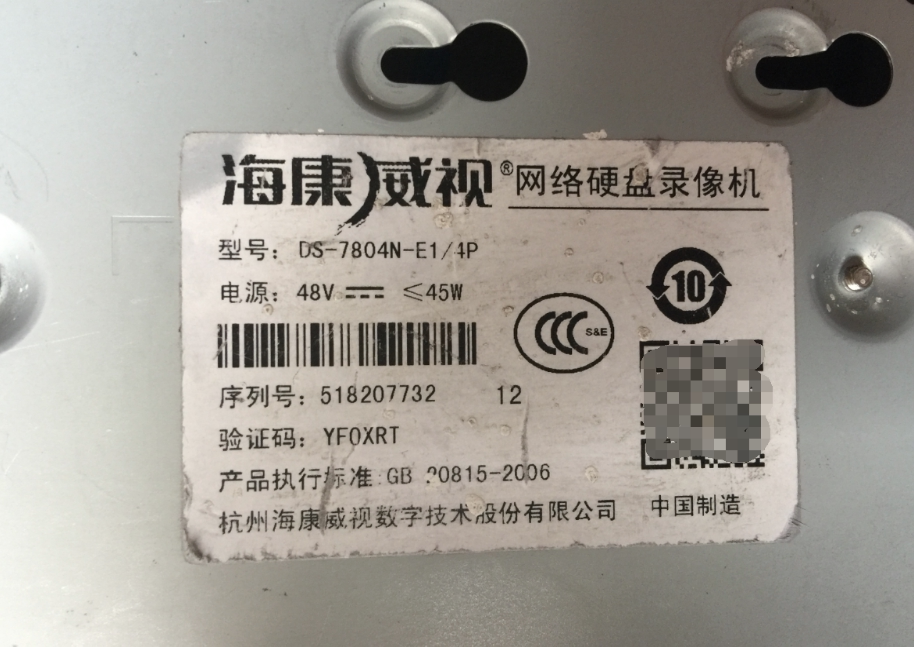 海康威视® 网络硬盘录像机
型号: DS-7804N-E1/4P
电源: 48V ⎓ ≤45W
10
CCC S&E
序列号: 518207732 12
验证码: YF0XRT
产品执行标准:GB 20815-2006
杭州海康威视数字技术股份有限公司
中国制造